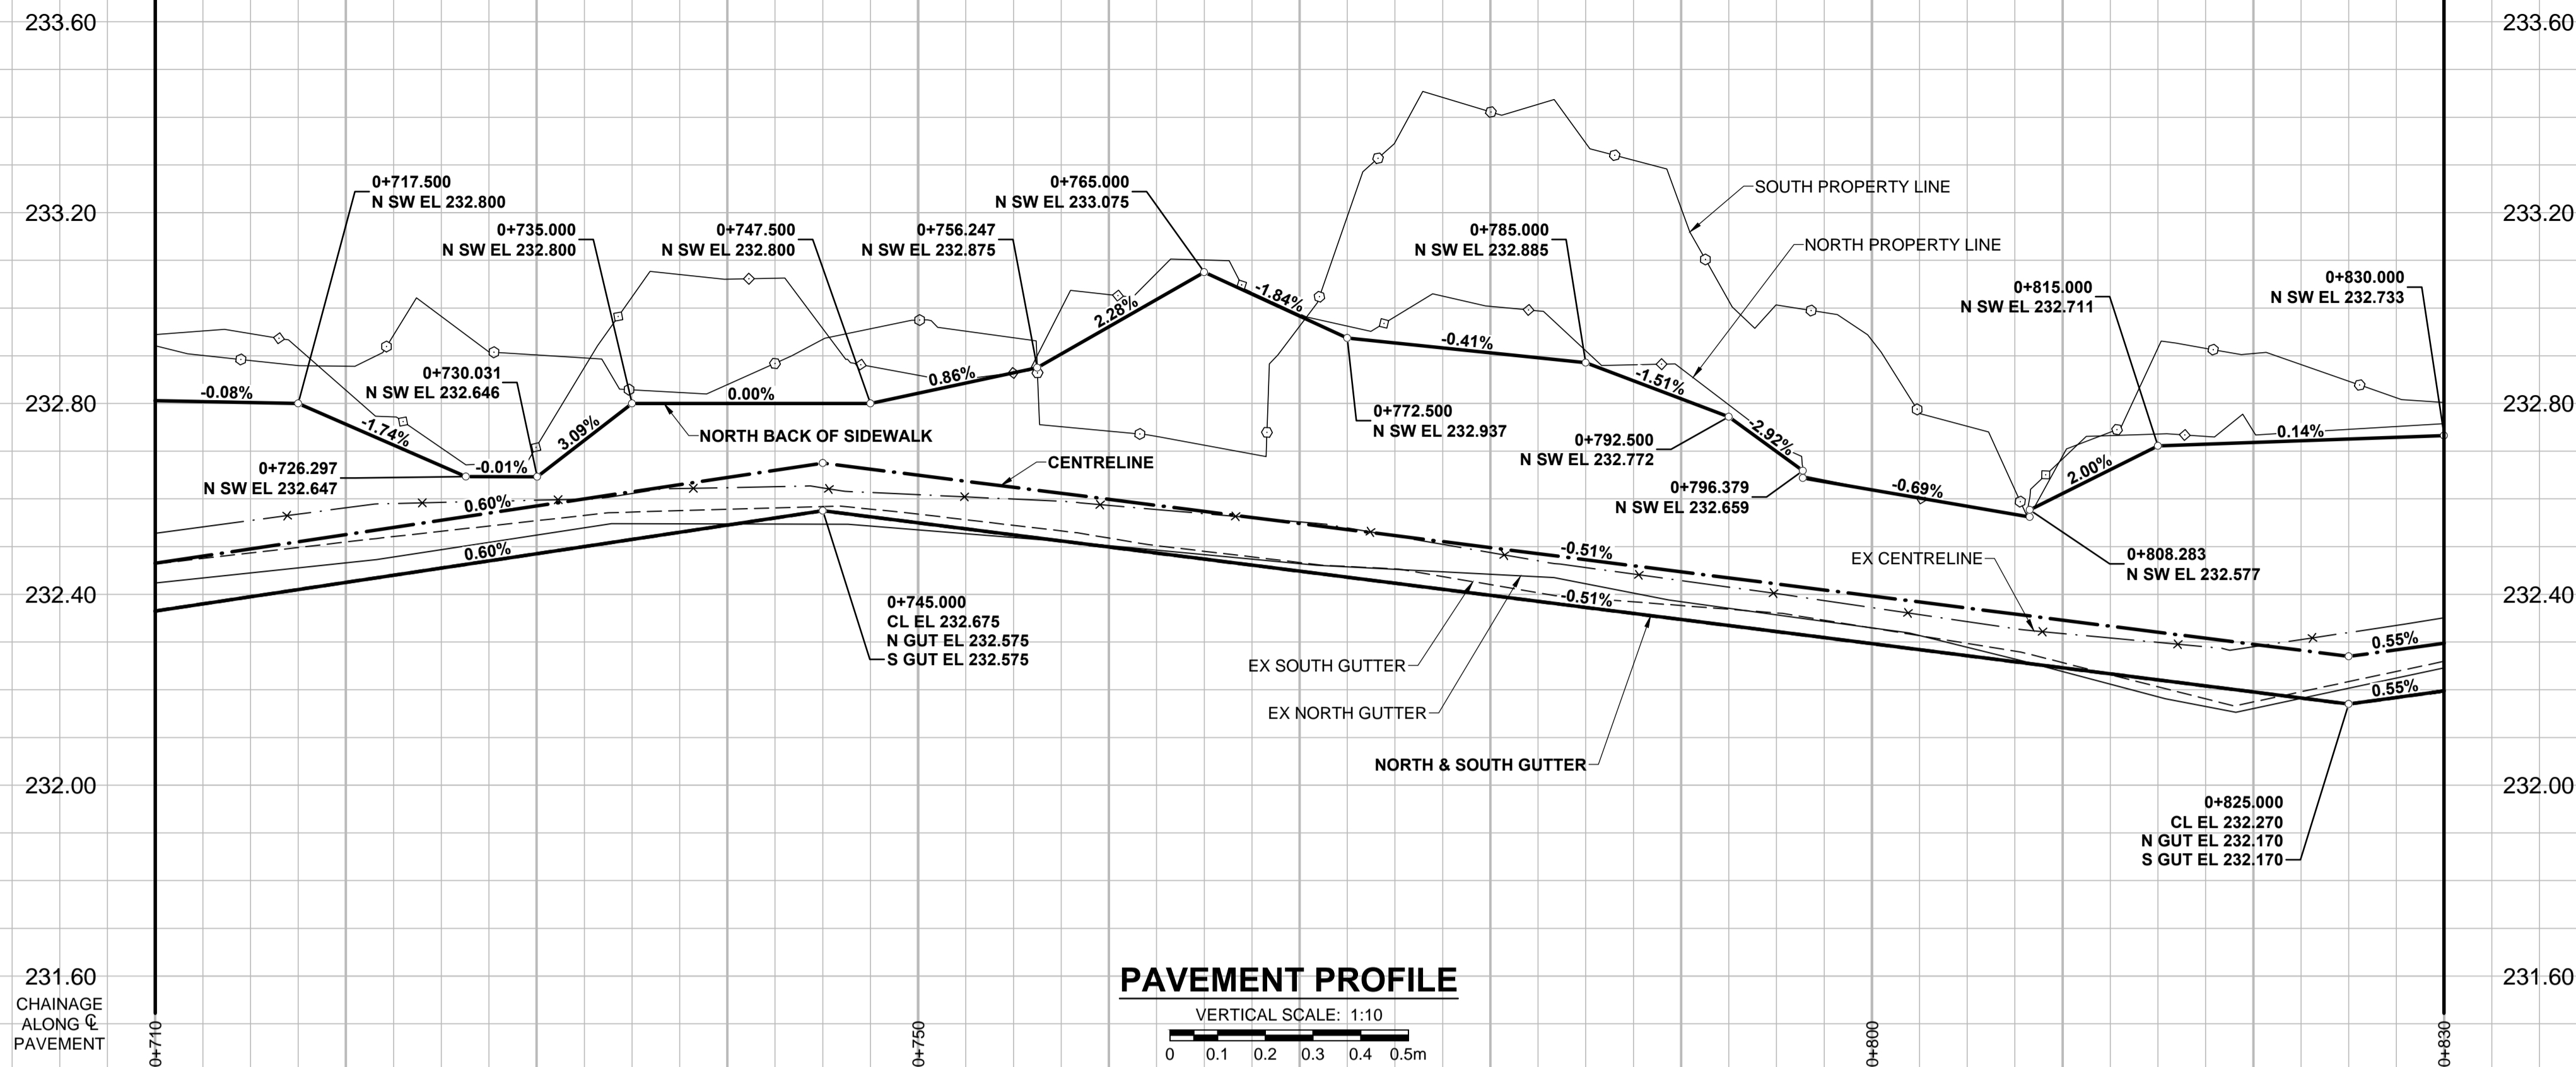 233.60
233.60
233.20
233.20
232.80
232.80
232.40
232.40
232.00
232.00
231.60
231.60
0+717.500
N SW EL 232.800
0+735.000
N SW EL 232.800
0+730.031
N SW EL 232.646
0+726.297
N SW EL 232.647
0+747.500
N SW EL 232.800
0+756.247
N SW EL 232.875
0+765.000
N SW EL 233.075
0+772.500
N SW EL 232.937
0+785.000
N SW EL 232.885
0+792.500
N SW EL 232.772
0+796.379
N SW EL 232.659
0+808.283
N SW EL 232.577
0+815.000
N SW EL 232.711
0+830.000
N SW EL 232.733
-0.08%
-1.74%
-0.01%
3.09%
0.00%
0.86%
2.28%
-1.84%
-0.41%
-1.51%
-2.92%
-0.69%
2.00%
0.14%
SOUTH PROPERTY LINE
NORTH PROPERTY LINE
NORTH BACK OF SIDEWALK
CENTRELINE
0.60%
0.60%
-0.51%
-0.51%
0.55%
0.55%
EX CENTRELINE
EX SOUTH GUTTER
EX NORTH GUTTER
NORTH & SOUTH GUTTER
0+745.000
CL EL 232.675
N GUT EL 232.575
S GUT EL 232.575
0+825.000
CL EL 232.270
N GUT EL 232.170
S GUT EL 232.170
PAVEMENT PROFILE
VERTICAL SCALE: 1:10
0 0.1 0.2 0.3 0.4 0.5m
CHAINAGE
ALONG ℄
PAVEMENT
0+710
0+750
0+800
0+830